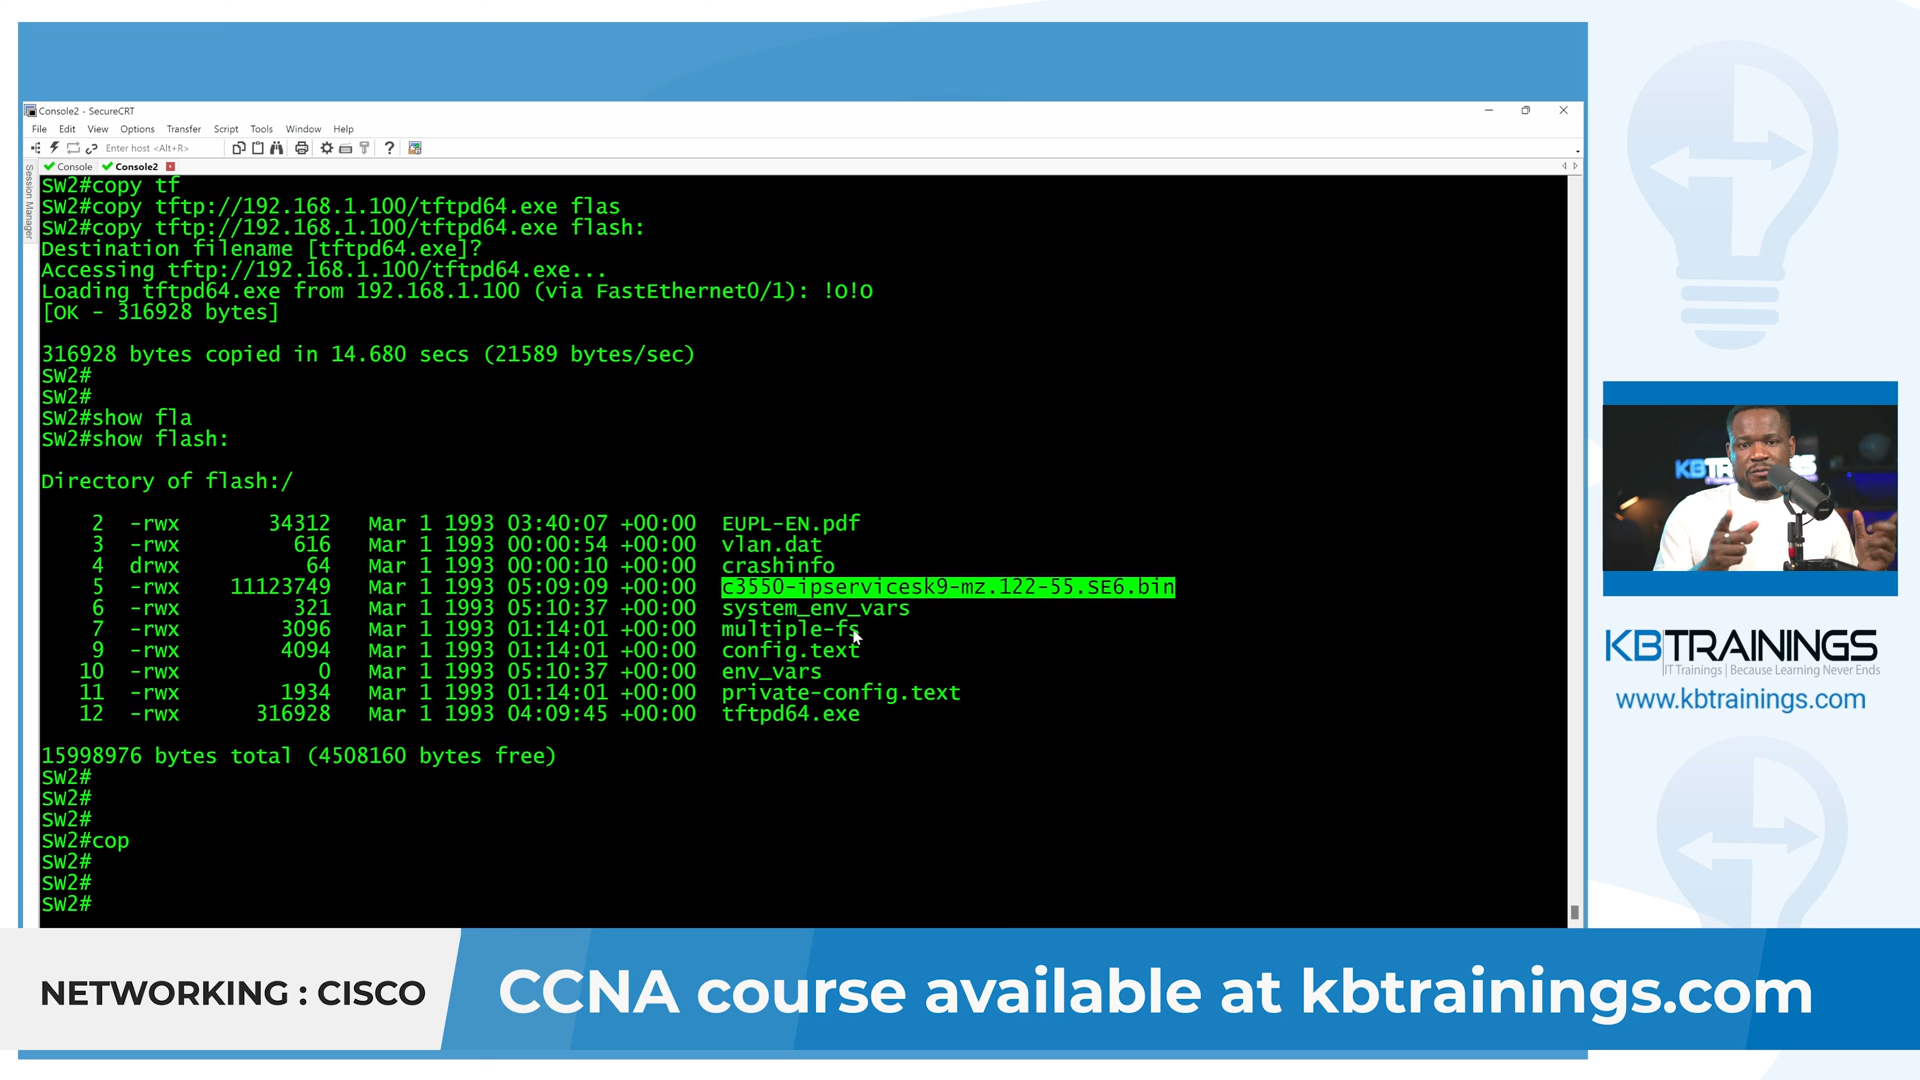 Console2 - SecureCRT
File Edit View Options Transfer Script Tools Window Help
Enter host <Alt+R>
Console Console2
Session Manager
SW2#copy tf
SW2#copy tftp://192.168.1.100/tftpd64.exe flas
SW2#copy tftp://192.168.1.100/tftpd64.exe flash:
Destination filename [tftpd64.exe]?
Accessing tftp://192.168.1.100/tftpd64.exe...
Loading tftpd64.exe from 192.168.1.100 (via FastEthernet0/1): !O!O
[OK - 316928 bytes]
316928 bytes copied in 14.680 secs (21589 bytes/sec)
SW2#
SW2#
SW2#show fla
SW2#show flash:
Directory of flash:/
2 -rwx 34312 Mar 1 1993 03:40:07 +00:00 EUPL-EN.pdf
3 -rwx 616 Mar 1 1993 00:00:54 +00:00 vlan.dat
4 drwx 64 Mar 1 1993 00:00:10 +00:00 crashinfo
5 -rwx 11123749 Mar 1 1993 05:09:09 +00:00 c3550-ipservicesk9-mz.122-55.SE6.bin
6 -rwx 321 Mar 1 1993 05:10:37 +00:00 system_env_vars
7 -rwx 3096 Mar 1 1993 01:14:01 +00:00 multiple-fs
9 -rwx 4094 Mar 1 1993 01:14:01 +00:00 config.text
10 -rwx 0 Mar 1 1993 05:10:37 +00:00 env_vars
11 -rwx 1934 Mar 1 1993 01:14:01 +00:00 private-config.text
12 -rwx 316928 Mar 1 1993 04:09:45 +00:00 tftpd64.exe
15998976 bytes total (4508160 bytes free)
SW2#
SW2#
SW2#
SW2#cop
SW2#
SW2#
SW2#
KBTRAININGS
IT Trainings | Because Learning Never Ends
www.kbtrainings.com
NETWORKING : CISCO
CCNA course available at kbtrainings.com